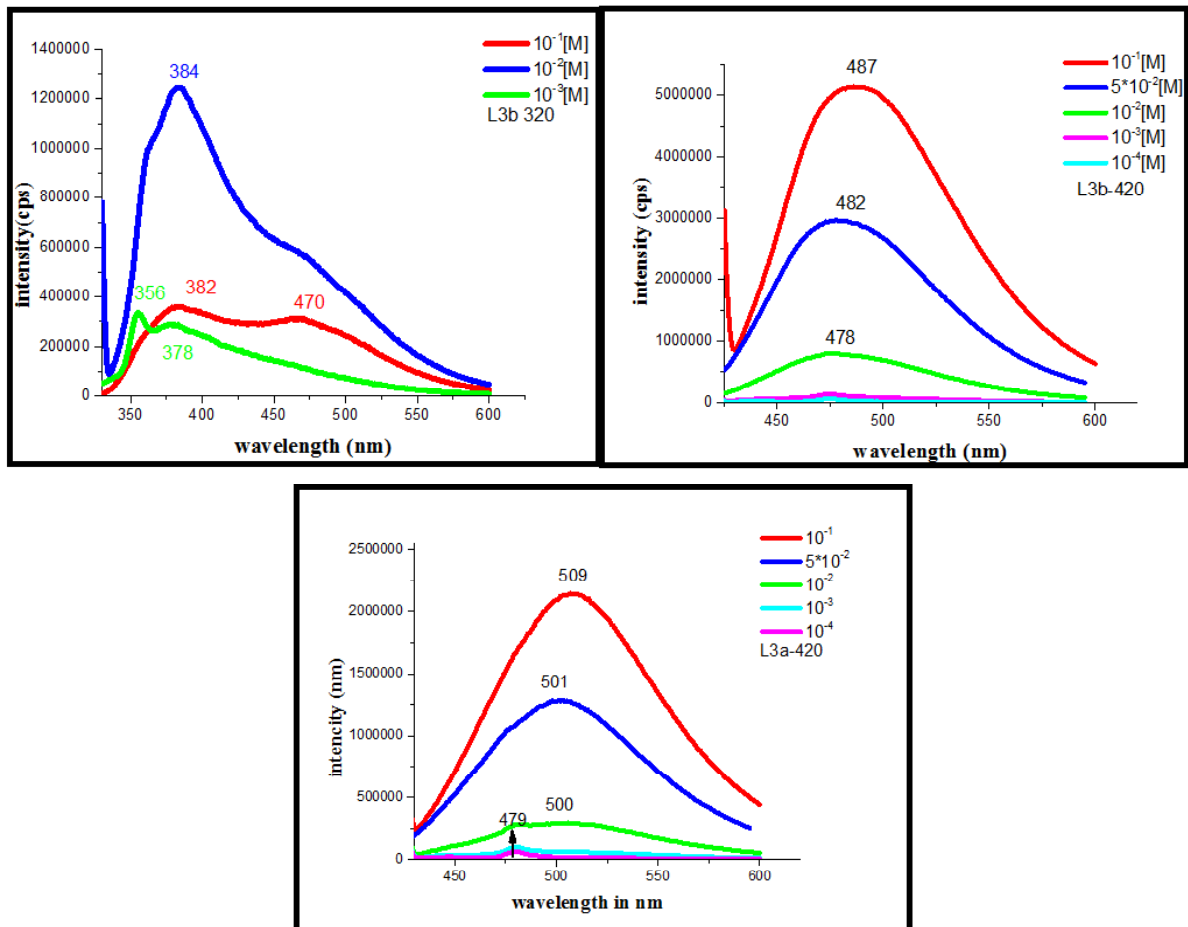 1400000
1200000
1000000
800000
600000
400000
200000
0
intensity(cps)
384
356
382
470
378
10⁻¹[M]
10⁻²[M]
10⁻³[M]
L3b 320
350 400 450 500 550 600
wavelength (nm)
5000000
4000000
3000000
2000000
1000000
0
intensity (cps)
487
482
478
10⁻¹[M]
5*10⁻²[M]
10⁻²[M]
10⁻³[M]
10⁻⁴[M]
L3b-420
450 500 550 600
wavelength (nm)
2500000
2000000
1500000
1000000
500000
0
intencity (nm)
509
501
500
479
10⁻¹
5*10⁻²
10⁻²
10⁻³
10⁻⁴
L3a-420
450 500 550 600
wavelength in nm